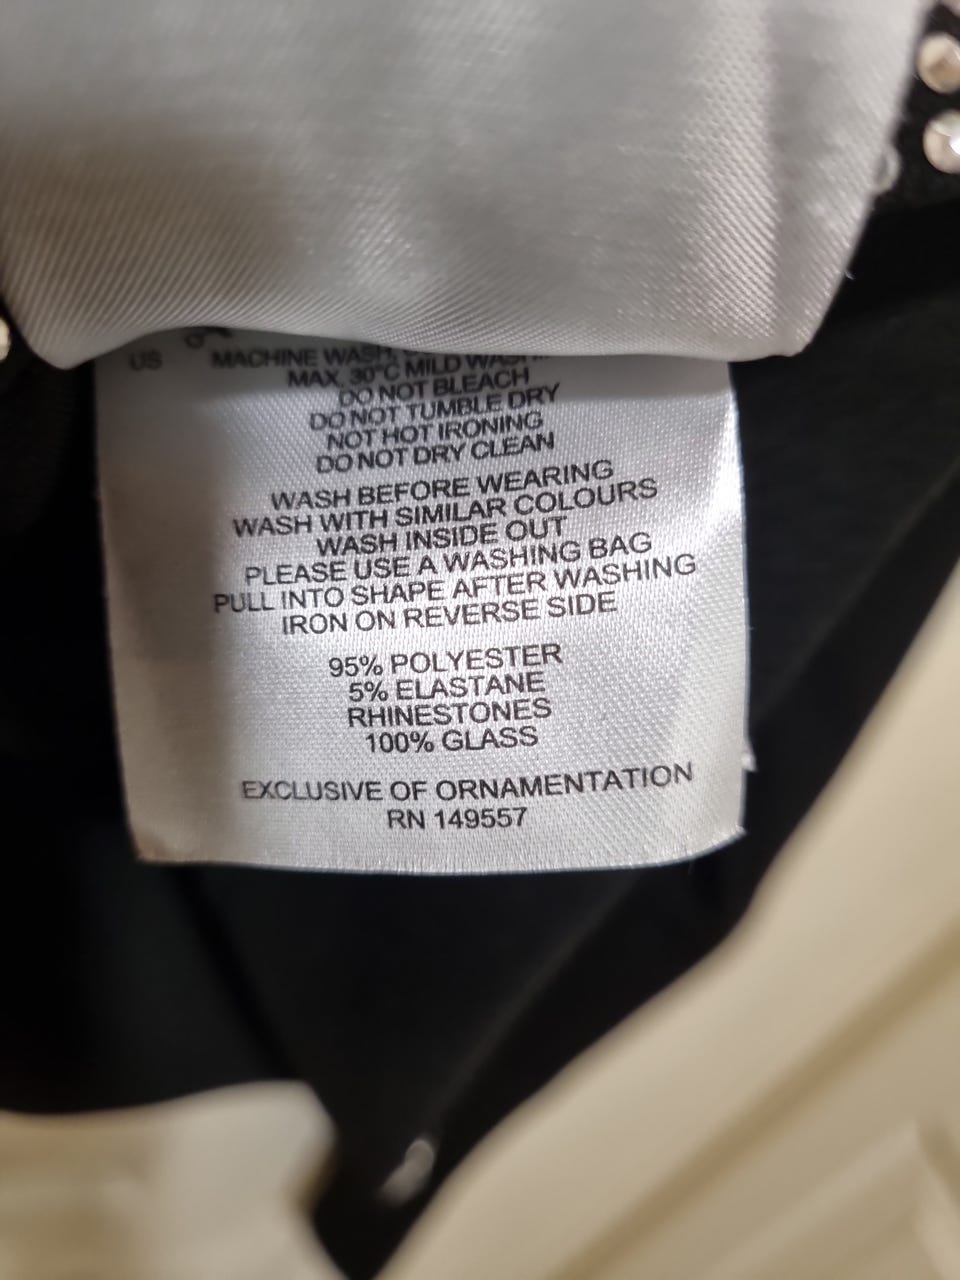 US
MACHINE WASH,
MAX. 30°C MILD WASH
DO NOT BLEACH
DO NOT TUMBLE DRY
NOT HOT IRONING
DO NOT DRY CLEAN
WASH BEFORE WEARING
WASH WITH SIMILAR COLOURS
WASH INSIDE OUT
PLEASE USE A WASHING BAG
PULL INTO SHAPE AFTER WASHING
IRON ON REVERSE SIDE
95% POLYESTER
5% ELASTANE
RHINESTONES
100% GLASS
EXCLUSIVE OF ORNAMENTATION
RN 149557